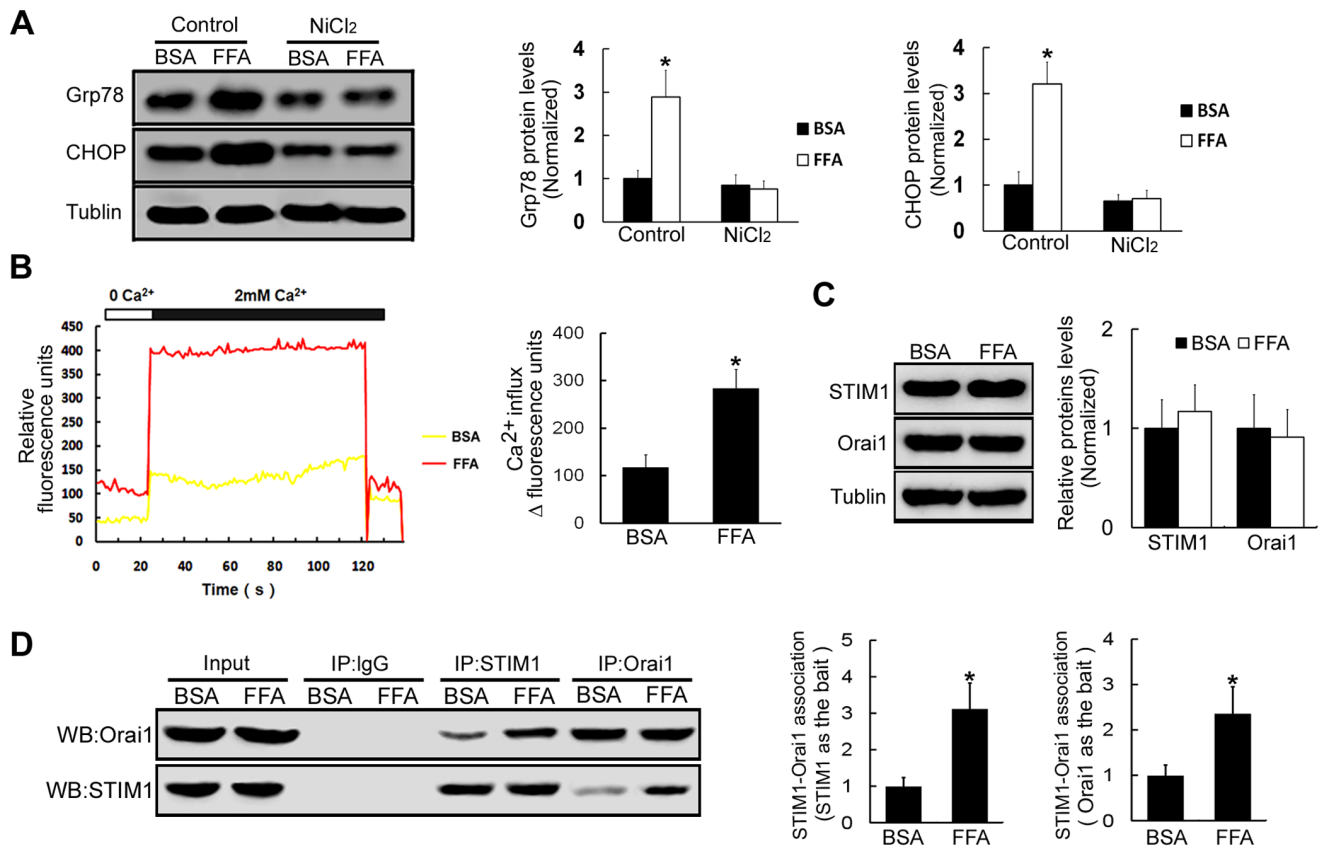 A
Control NiCl2
BSA FFA BSA FFA
Grp78
CHOP
Tublin
Grp78 protein levels
(Normalized)
4
3
2
1
0
*
Control NiCl2
BSA
FFA
CHOP protein levels
(Normalized)
4
3
2
1
0
*
Control NiCl2
BSA
FFA
B
0 Ca2+ 2mM Ca2+
Relative
fluorescence units
450
400
350
300
250
200
150
100
50
0
0 20 40 60 80 100 120
Time ( s )
BSA
FFA
Ca2+ influx
Δ fluorescence units
400
300
200
100
0
*
BSA FFA
C
BSA FFA
STIM1
Orai1
Tublin
Relative proteins levels
(Normalized)
2
1
0
BSA FFA
STIM1 Orai1
D
Input IP:IgG IP:STIM1 IP:Orai1
BSA FFA BSA FFA BSA FFA BSA FFA
WB:Orai1
WB:STIM1
STIM1-Orai1 association
(STIM1 as the bait )
5
4
3
2
1
0
*
BSA FFA
STIM1-Orai1 association
( Orai1 as the bait )
4
3
2
1
0
*
BSA FFA